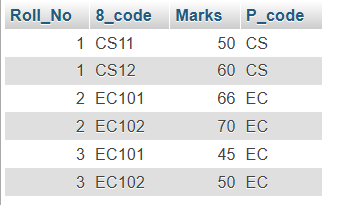 Roll_No 8_code Marks P_code
1 CS11 50 CS
1 CS12 60 CS
2 EC101 66 EC
2 EC102 70 EC
3 EC101 45 EC
3 EC102 50 EC